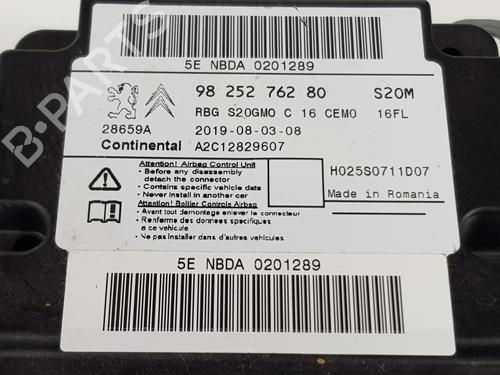 5E NBDA 0201289
98 252 762 80 S20M
RBG S20GMO C 16 CEMO 16FL
28659A 2019-08-03-08
Continental A2C12829607
Attention! Airbag Control Unit
- Before any disassembly
detach the connector
- Contains specific vehicle data
- Never install in another car
Attention! Boitier Controle Airbag
- Avant tout demontage enlever le connecteur
- Renferme des donnees specifiques
a ce vehicule
- Ne pas installer dans d'autres vehicules
H025S0711D07
Made in Romania
5E NBDA 0201289